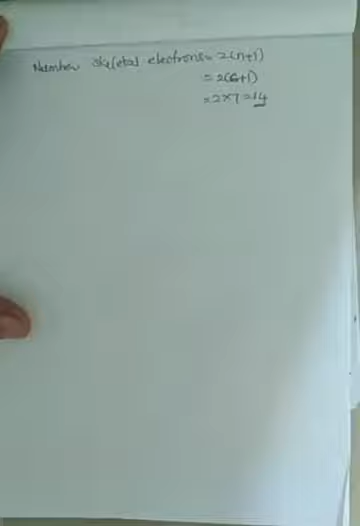 Number skeletal electrons = 2(n+1)
= 2(6+1)
= 2×7 = 14